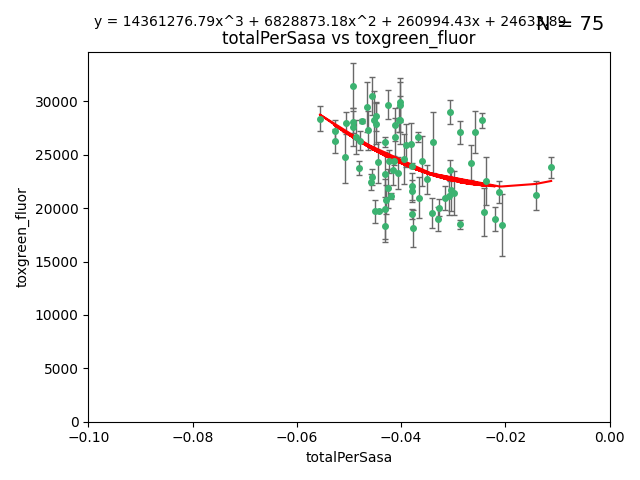 y = 14361276.79x^3 + 6828873.18x^2 + 260994.43x + 24633.89
N = 75
totalPerSasa vs toxgreen_fluor
toxgreen_fluor
30000
25000
20000
15000
10000
5000
0
−0.10 −0.08 −0.06 −0.04 −0.02 0.00
totalPerSasa